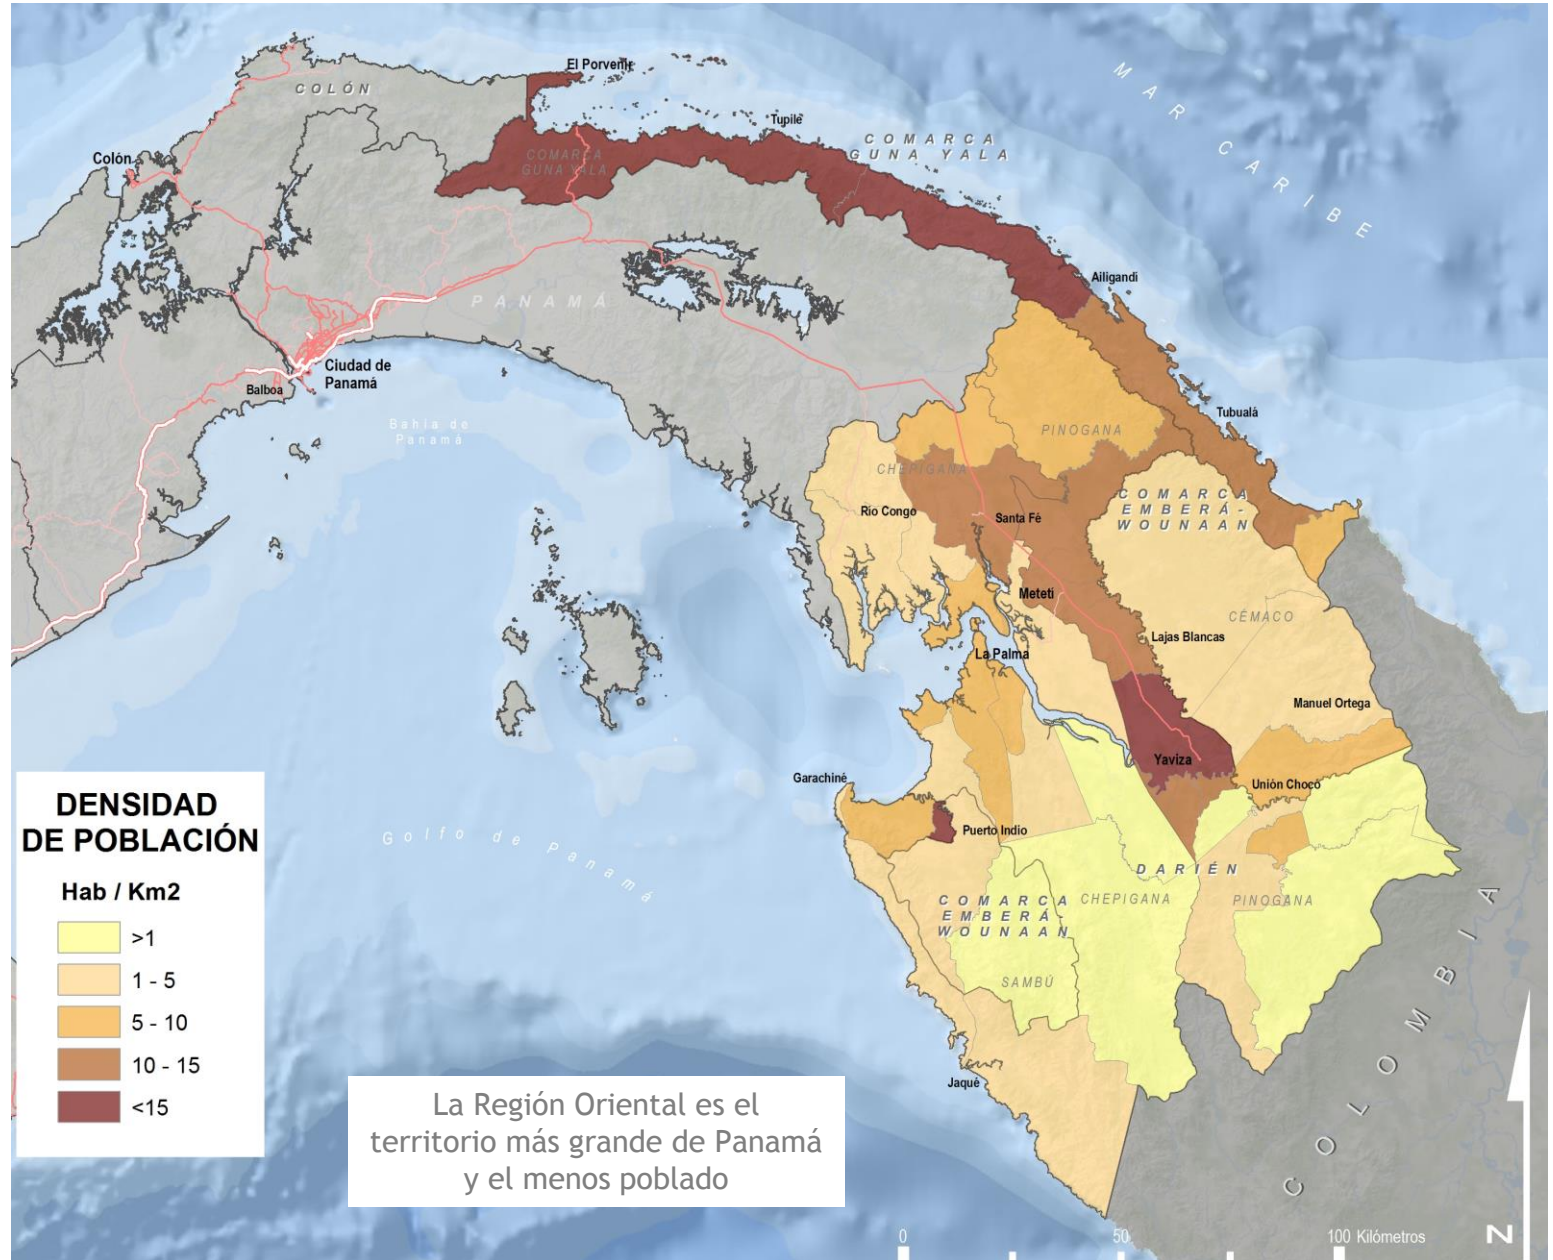 El Porvenir
COLÓN
MAR CARIBE
Tupile
COMARCA
GUNA YALA
Colón
COMARCA
GUNA YALA
Ailigandi
PANAMÁ
Ciudad de
Panamá
Balboa
Bahía de
Panamá
Tubualá
PINOGANA
CHEPIGANA
COMARCA
EMBERÁ-
WOUNAAN
Río Congo
Santa Fé
Metetí
CÉMACO
Lajas Blancas
La Palma
Manuel Ortega
Yaviza
Garachiné
Unión Chocó
Puerto Indio
Golfo de Panamá
DARIÉN
COMARCA
EMBERÁ-
WOUNAAN
CHEPIGANA
PINOGANA
SAMBÚ
COLOMBIA
Jaqué
DENSIDAD
DE POBLACIÓN
Hab / Km2
>1
1 - 5
5 - 10
10 - 15
<15
La Región Oriental es el
territorio más grande de Panamá
y el menos poblado
0 50 100 Kilómetros
N